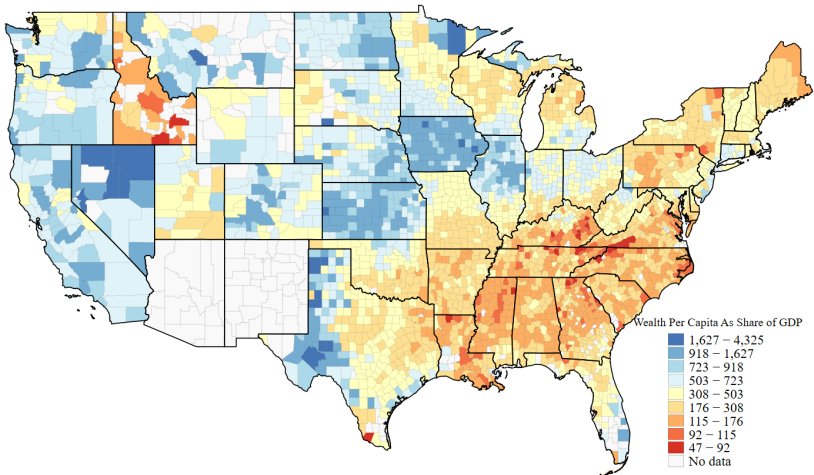 Wealth Per Capita As Share of GDP
1,627 − 4,325
918 − 1,627
723 − 918
503 − 723
308 − 503
176 − 308
115 − 176
92 − 115
47 − 92
No data